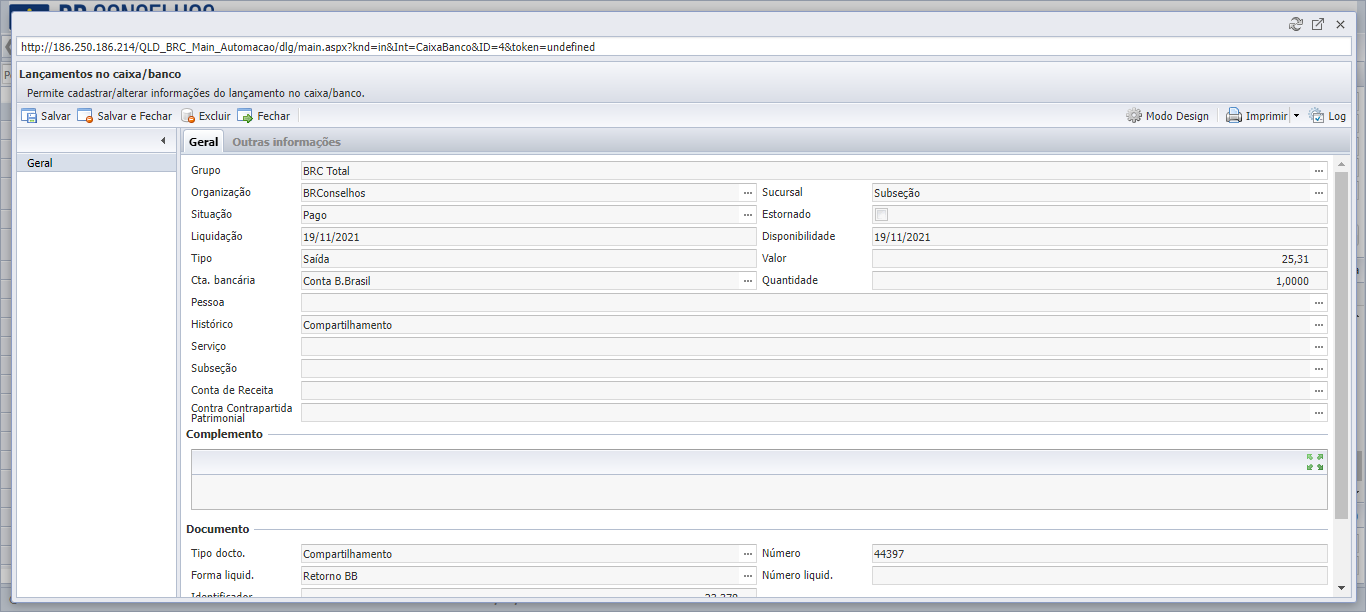 BR CONSELHOS
http://186.250.186.214/QLD_BRC_Main_Automacao/dlg/main.aspx?knd=in&Int=CaixaBanco&ID=4&token=undefined
Lançamentos no caixa/banco
Permite cadastrar/alterar informações do lançamento no caixa/banco.
Salvar Salvar e Fechar Excluir Fechar Modo Design Imprimir Log
Geral Outras informações
Geral
Grupo BRC Total
Organização BRConselhos Sucursal Subseção
Situação Pago Estornado
Liquidação 19/11/2021 Disponibilidade 19/11/2021
Tipo Saída Valor 25,31
Cta. bancária Conta B.Brasil Quantidade 1,0000
Pessoa
Histórico Compartilhamento
Serviço
Subseção
Conta de Receita
Contra Contrapartida
Patrimonial
Complemento
Documento
Tipo docto. Compartilhamento Número 44397
Forma liquid. Retorno BB Número liquid.
Identificador 22.378